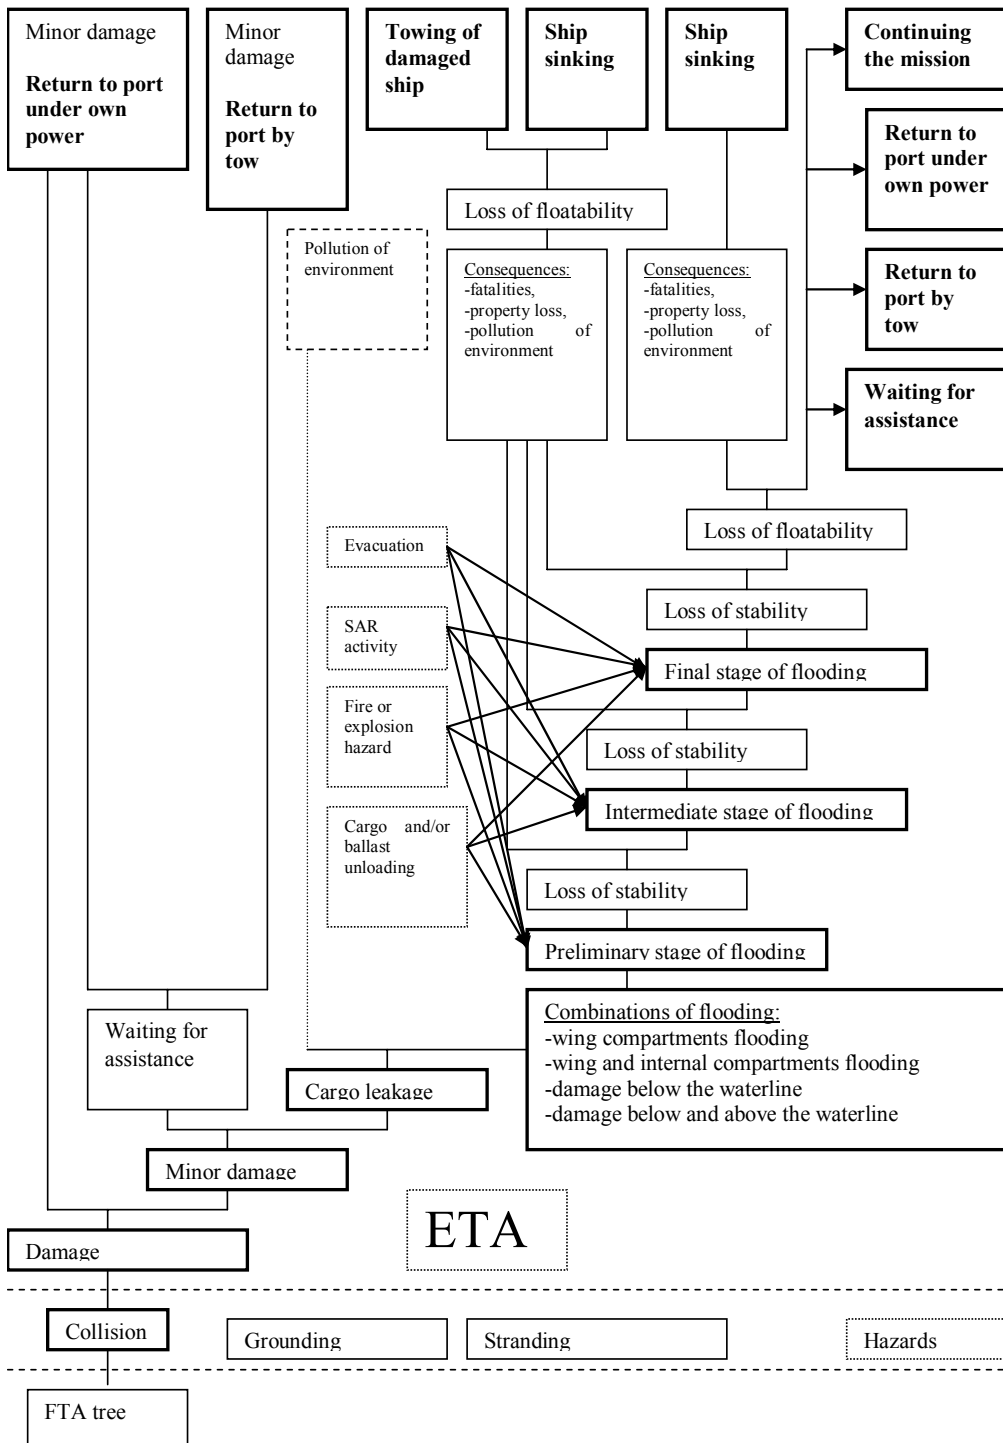 Minor damage
Return to port
under own
power
Minor
damage
Return to
port by
tow
Towing of
damaged
ship
Ship
sinking
Ship
sinking
Continuing
the mission
Return to
port under
own power
Return to
port by
tow
Waiting for
assistance
Loss of floatability
Pollution of
environment
Consequences:
-fatalities,
-property loss,
-pollution of
environment
Consequences:
-fatalities,
-property loss,
-pollution of
environment
Loss of floatability
Evacuation
Loss of stability
SAR
activity
Final stage of flooding
Fire or
explosion
hazard
Loss of stability
Intermediate stage of flooding
Cargo and/or
ballast
unloading
Loss of stability
Preliminary stage of flooding
Combinations of flooding:
-wing compartments flooding
-wing and internal compartments flooding
-damage below the waterline
-damage below and above the waterline
Waiting for
assistance
Cargo leakage
Minor damage
ETA
Damage
Collision
Grounding
Stranding
Hazards
FTA tree